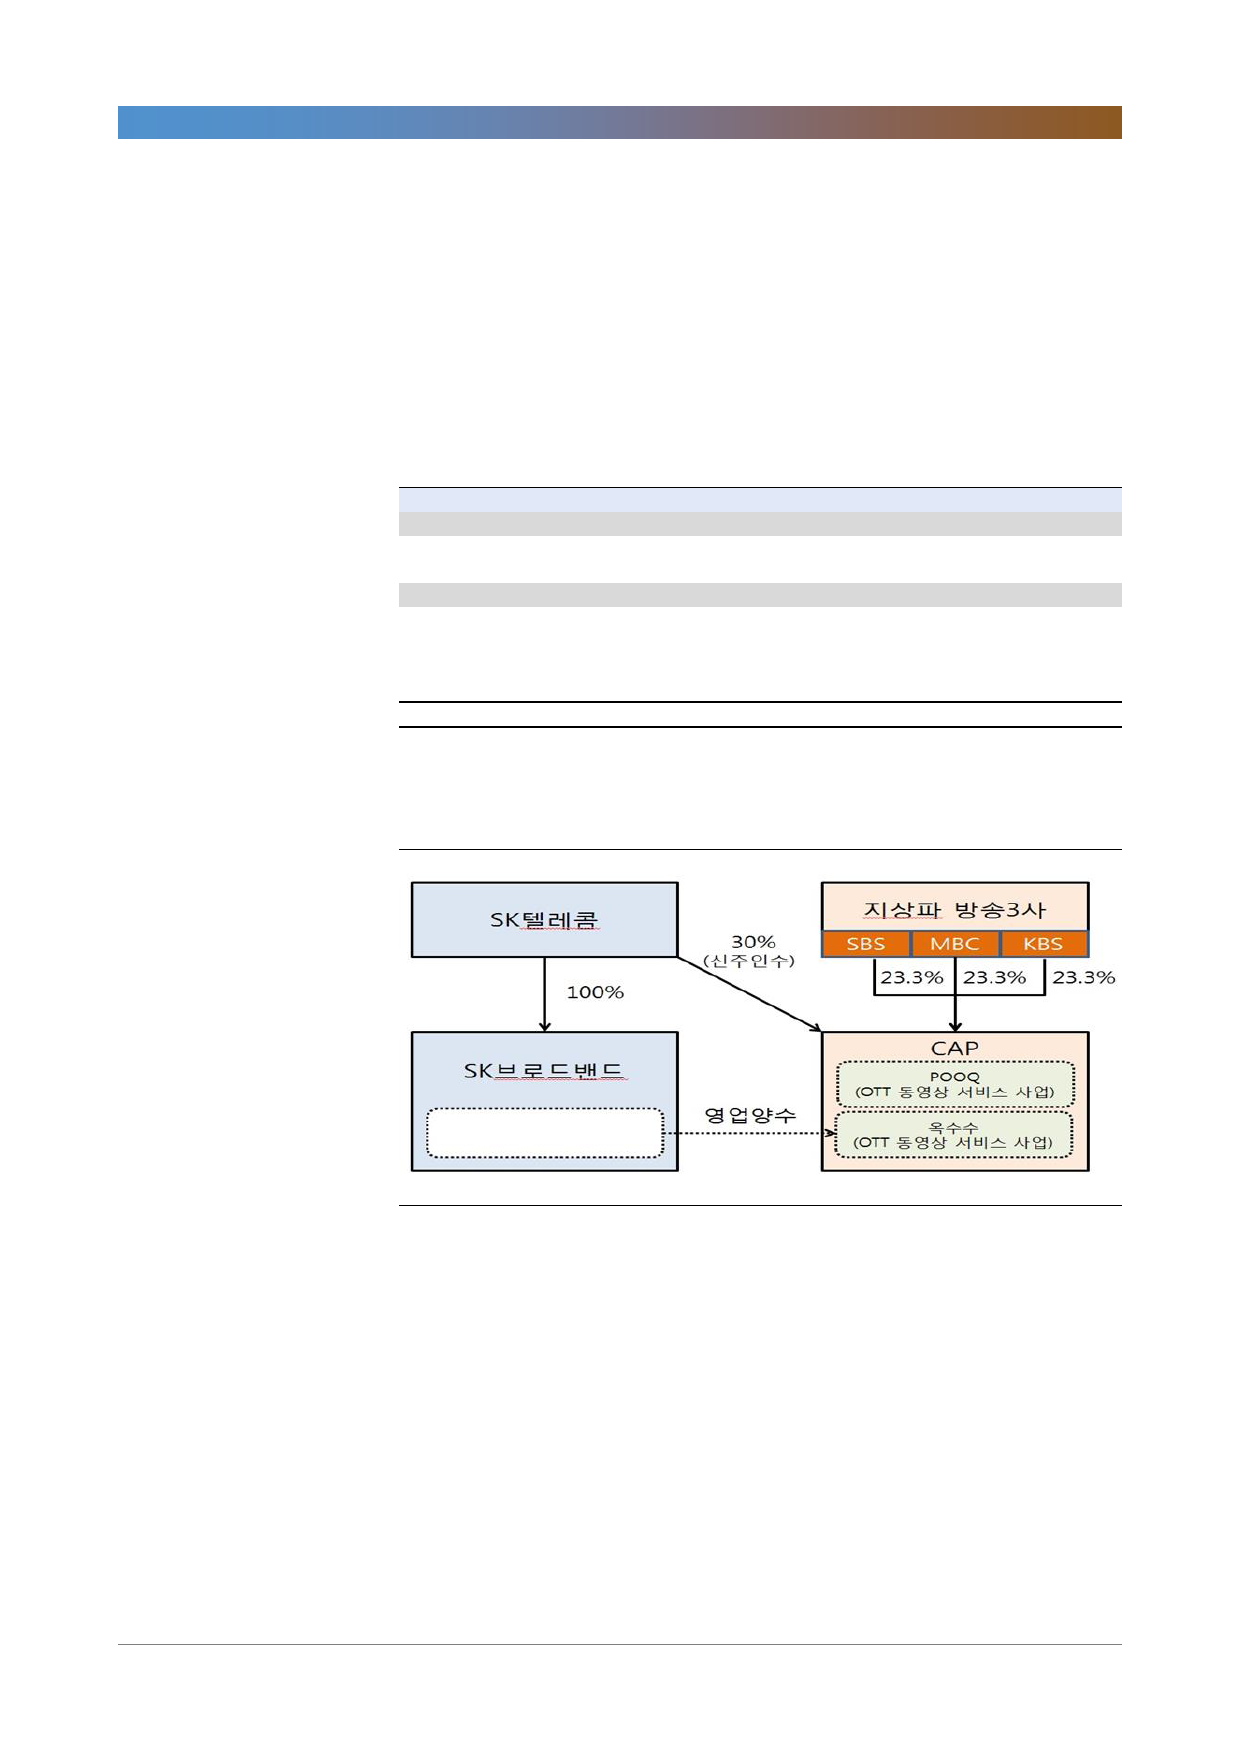 SK텔레콤
지상파 방송3사
SBS MBC KBS
30%
(신주인수)
100%
23.3% 23.3% 23.3%
SK브로드밴드
CAP
POOQ
(OTT 동영상 서비스 사업)
영업양수
옥수수
(OTT 동영상 서비스 사업)